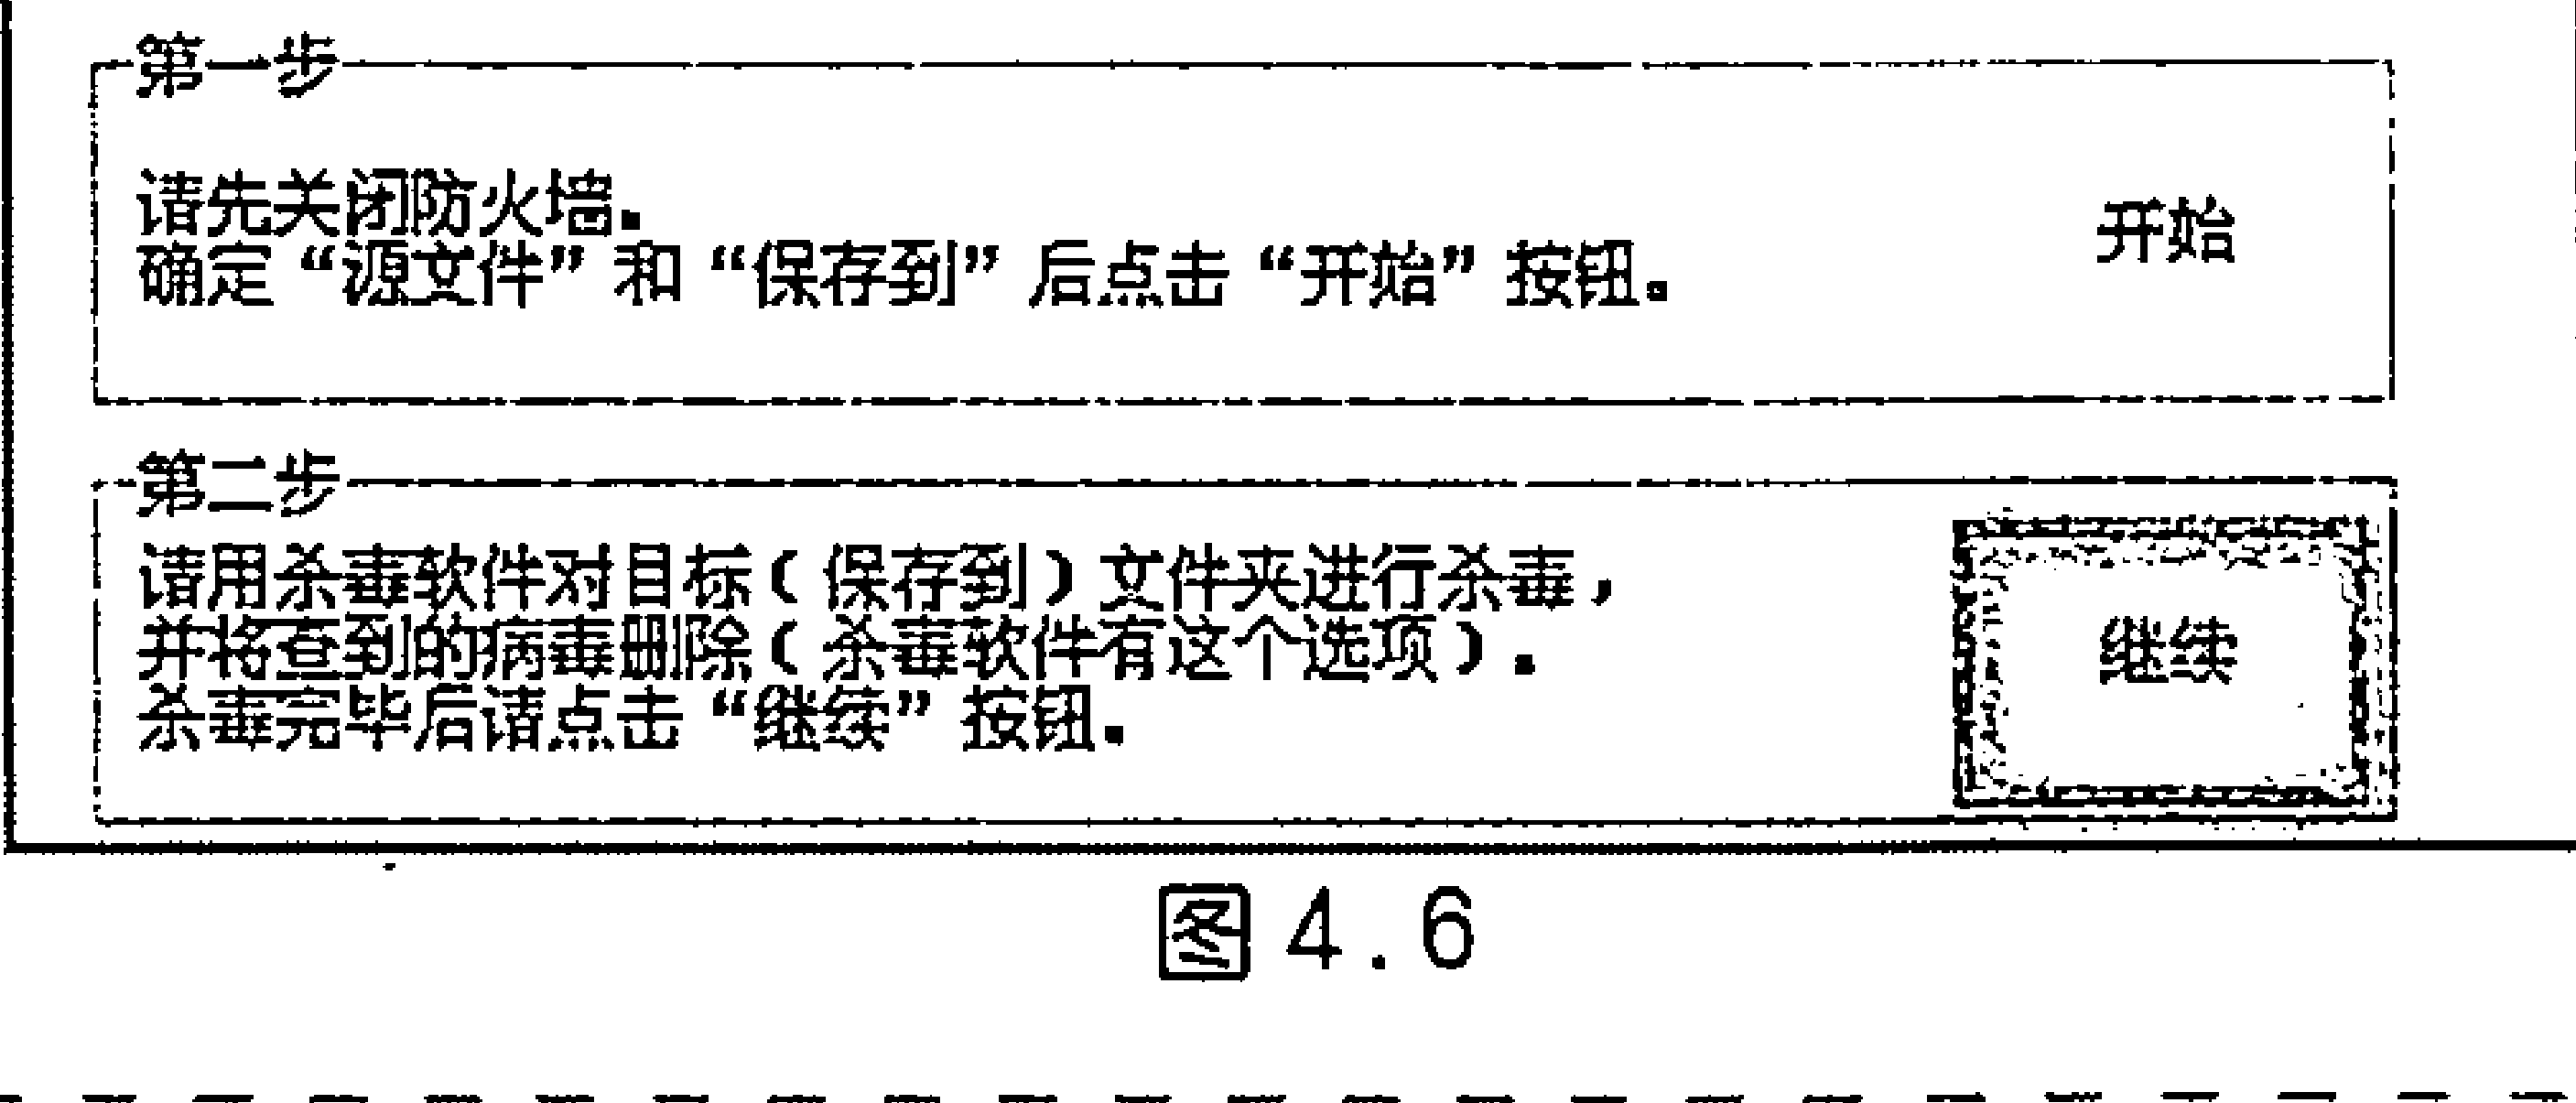 第一步
请先关闭防火墙。
确定“源文件”和“保存到”后点击“开始”按钮。
开始
第二步
请用杀毒软件对目标(保存到)文件夹进行杀毒,
并将查到的病毒删除(杀毒软件有这个选项)。
杀毒完毕后请点击“继续”按钮。
继续
图 4.6